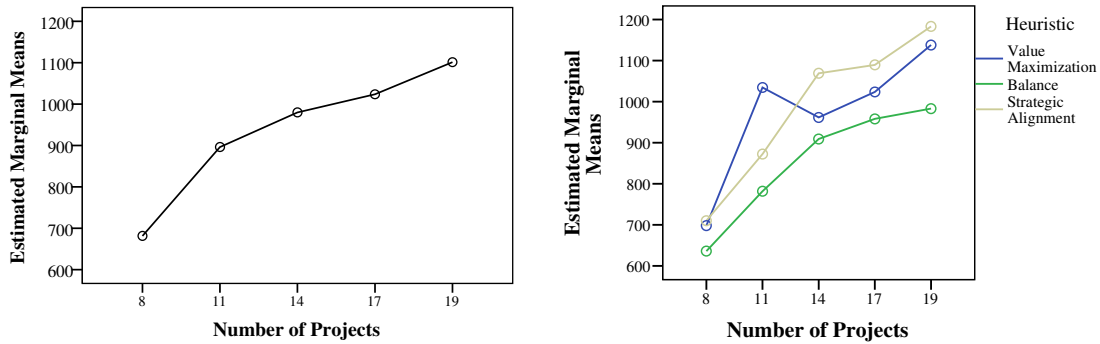 Estimated Marginal Means
1200
1100
1000
900
800
700
600
8 11 14 17 19
Number of Projects
Estimated Marginal
Means
1200
1100
1000
900
800
700
600
8 11 14 17 19
Number of Projects
Heuristic
Value
Maximization
Balance
Strategic
Alignment